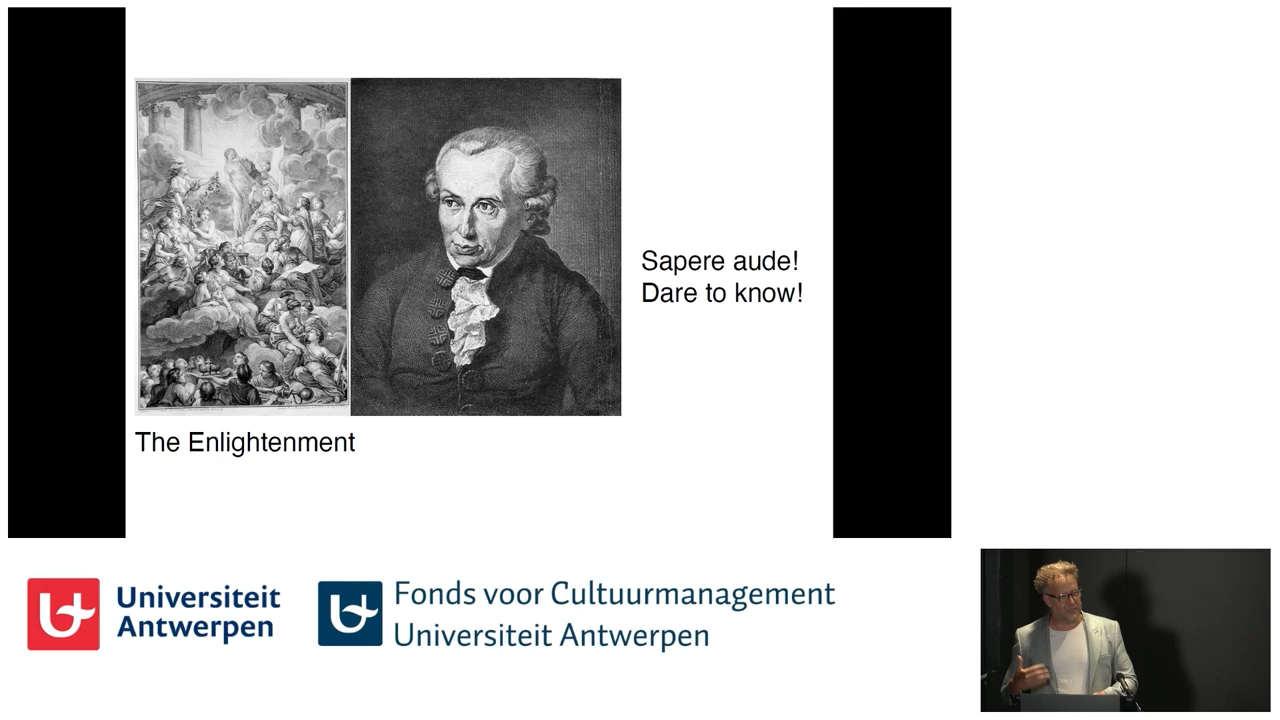 Sapere aude!
Dare to know!
The Enlightenment
Universiteit
Antwerpen
Fonds voor Cultuurmanagement
Universiteit Antwerpen